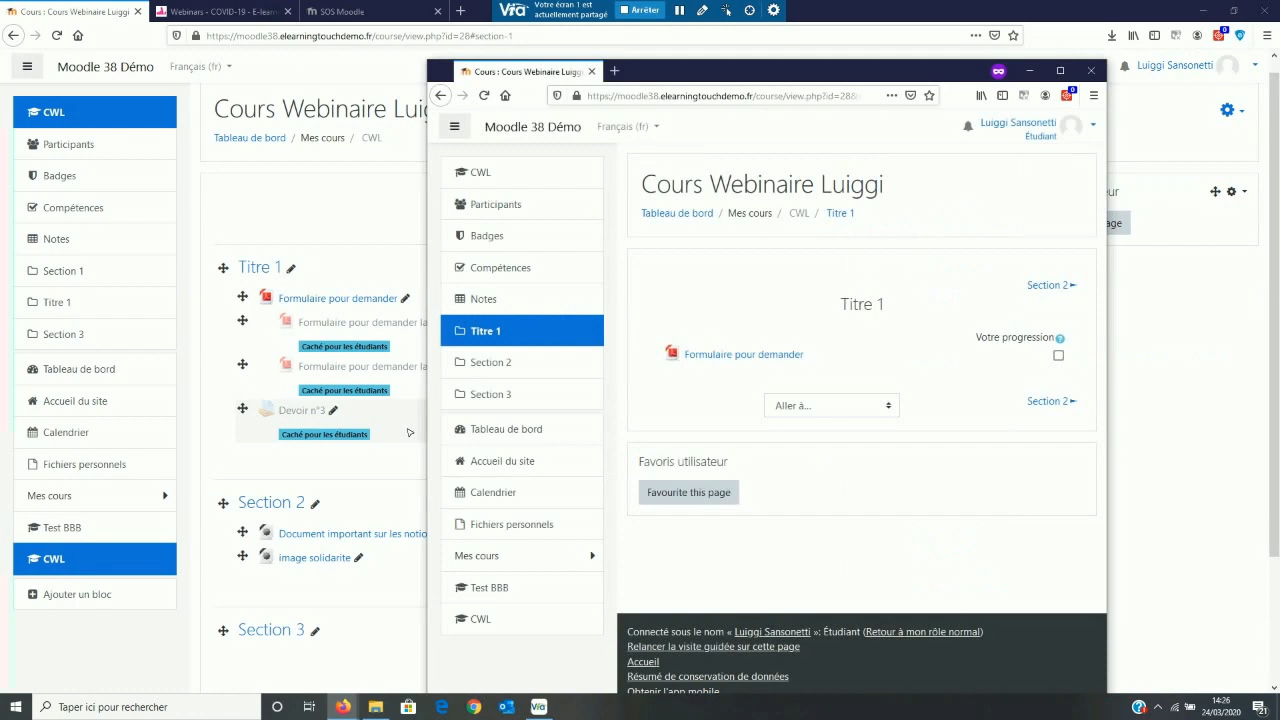 Cours : Cours Webinaire Luiggi
Webinars - COVID-19 - E-learn
SOS Moodle
Vía
Votre écran 1 est
actuellement partagé
Arrêter
https://moodle38.elearningtouchdemo.fr/course/view.php?id=28#section-1
Moodle 38 Démo
Français (fr)
Luiggi Sansonetti
CWL
Participants
Badges
Compétences
Notes
Section 1
Titre 1
Section 3
Tableau de bord
Accueil du site
Calendrier
Fichiers personnels
Mes cours
Test BBB
CWL
Ajouter un bloc
Cours Webinaire Lui
Tableau de bord / Mes cours / CWL
Titre 1
Formulaire pour demander
Formulaire pour demander la
Caché pour les étudiants
Formulaire pour demander la
Caché pour les étudiants
Devoir n°3
Caché pour les étudiants
Section 2
Document important sur les notio
image solidarite
Section 3
eur
age
Cours : Cours Webinaire Luiggi
0
https://moodle38.elearningtouchdemo.fr/course/view.php?id=28
0
Moodle 38 Démo
Français (fr)
Luiggi Sansonetti
Étudiant
CWL
Participants
Badges
Compétences
Notes
Titre 1
Section 2
Section 3
Tableau de bord
Accueil du site
Calendrier
Fichiers personnels
Mes cours
Test BBB
CWL
Cours Webinaire Luiggi
Tableau de bord / Mes cours / CWL / Titre 1
Section 2►
Titre 1
Votre progression
Formulaire pour demander
Aller à...
Section 2►
Favoris utilisateur
Favourite this page
Connecté sous le nom « Luiggi Sansonetti »: Étudiant (Retour à mon rôle normal)
Relancer la visite guidée sur cette page
Accueil
Résumé de conservation de données
Obtenir l'app mobile
Taper ici pour rechercher
Vía
14:26
24/03/2020
21